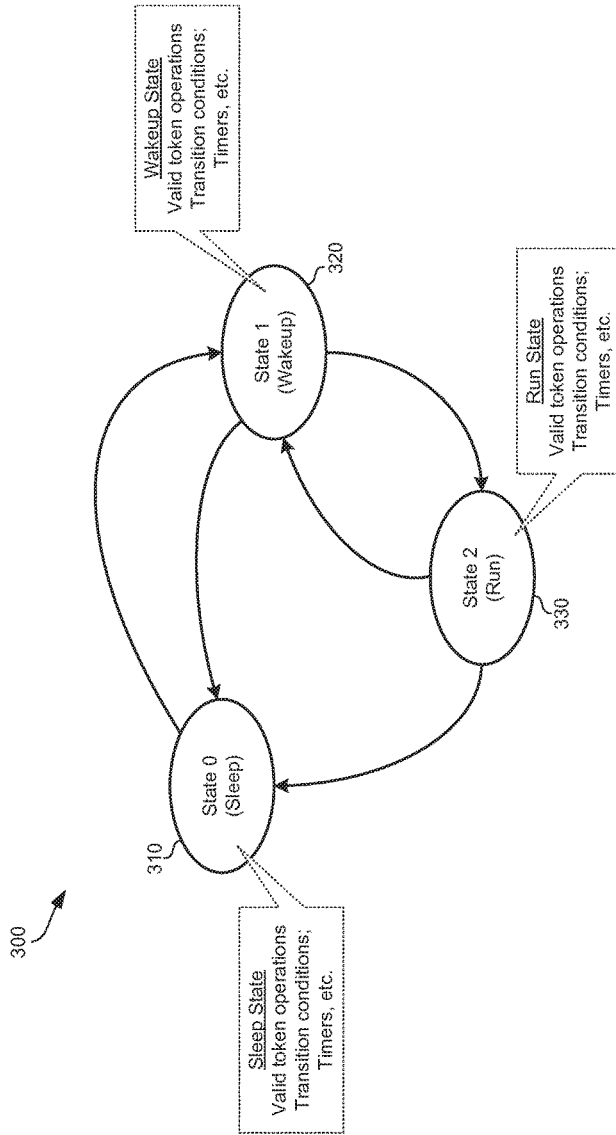 300
Sleep State
Valid token operations
Transition conditions;
Timers, etc.
310
State 0
(Sleep)
State 1
(Wakeup)
320
Wakeup State
Valid token operations
Transition conditions;
Timers, etc.
State 2
(Run)
330
Run State
Valid token operations
Transition conditions;
Timers, etc.